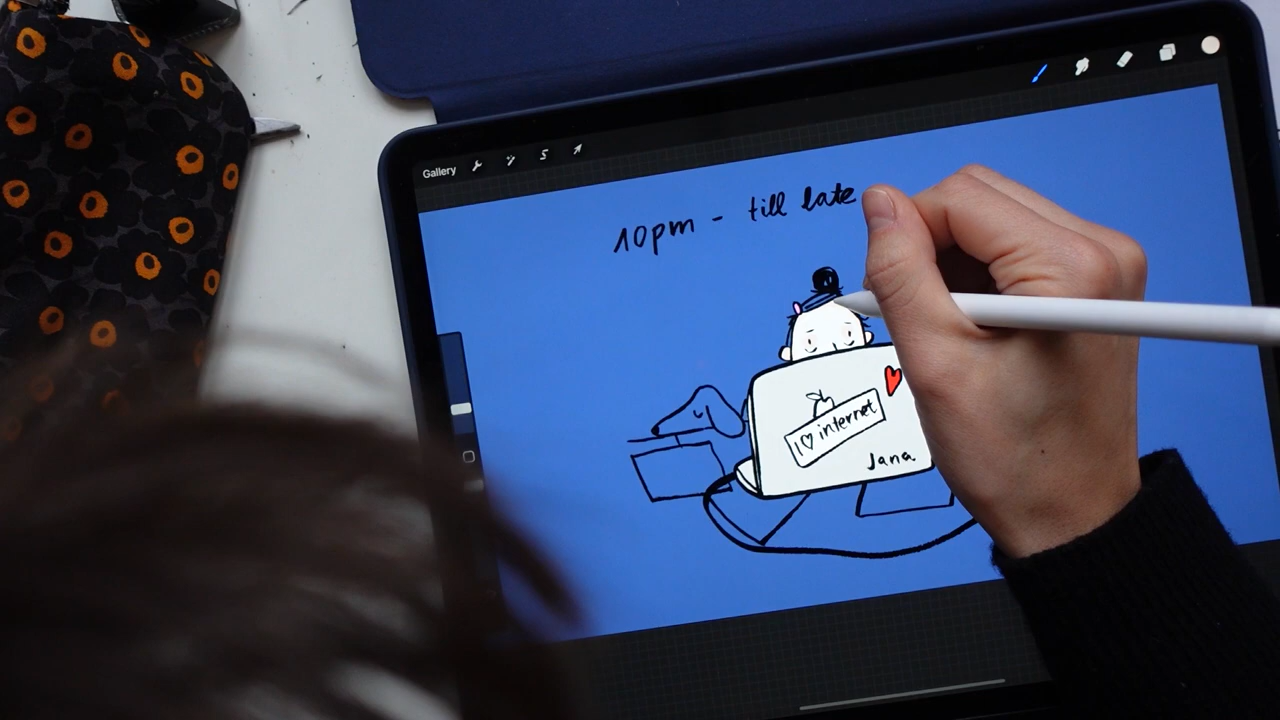 Gallery
10pm - till late
I ♡ internet
Jana